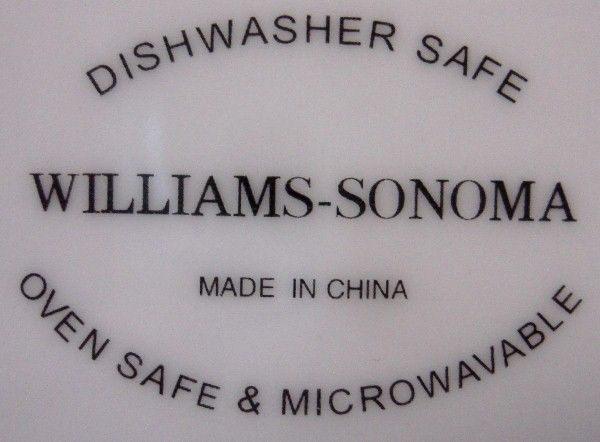 DISHWASHER SAFE
WILLIAMS-SONOMA
MADE IN CHINA
OVEN SAFE & MICROWAVABLE